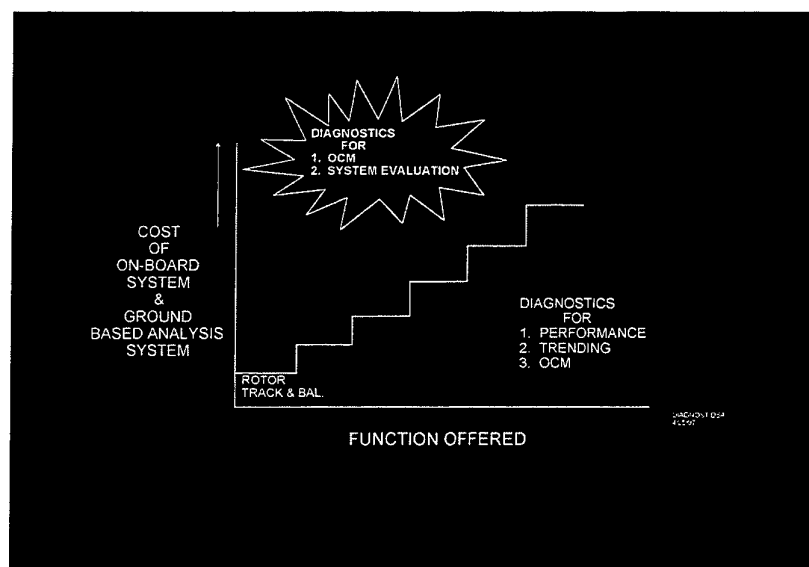 DIAGNOSTICS
FOR
1. OCM
2. SYSTEM EVALUATION
COST
OF
ON-BOARD
SYSTEM
&
GROUND
BASED ANALYSIS
SYSTEM
DIAGNOSTICS
FOR
1. PERFORMANCE
2. TRENDING
3. OCM
ROTOR
TRACK & BAL.
FUNCTION OFFERED